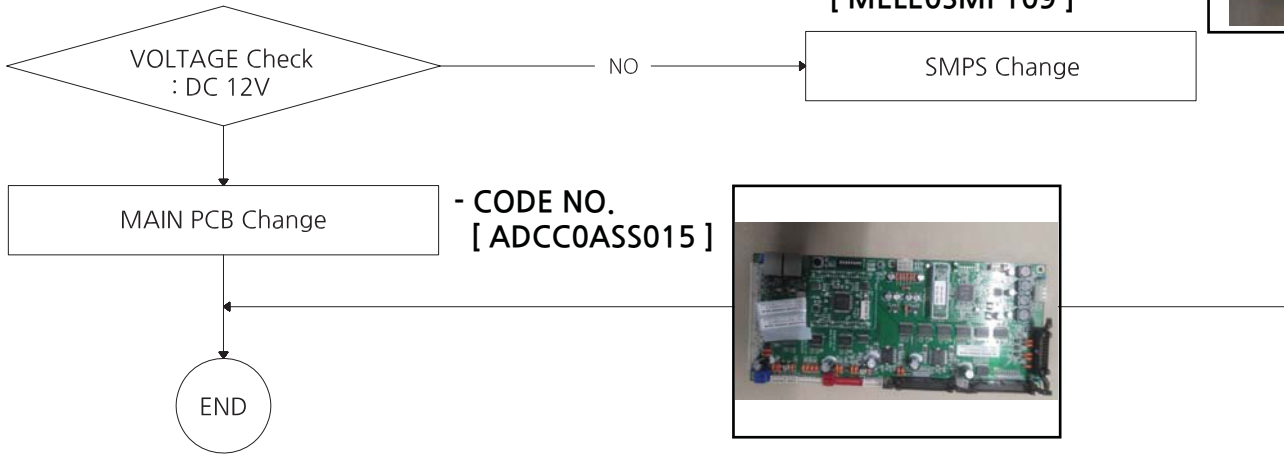 VOLTAGE Check
: DC 12V
NO
SMPS Change
MAIN PCB Change
- CODE NO.
[ ADCC0ASS015 ]
END